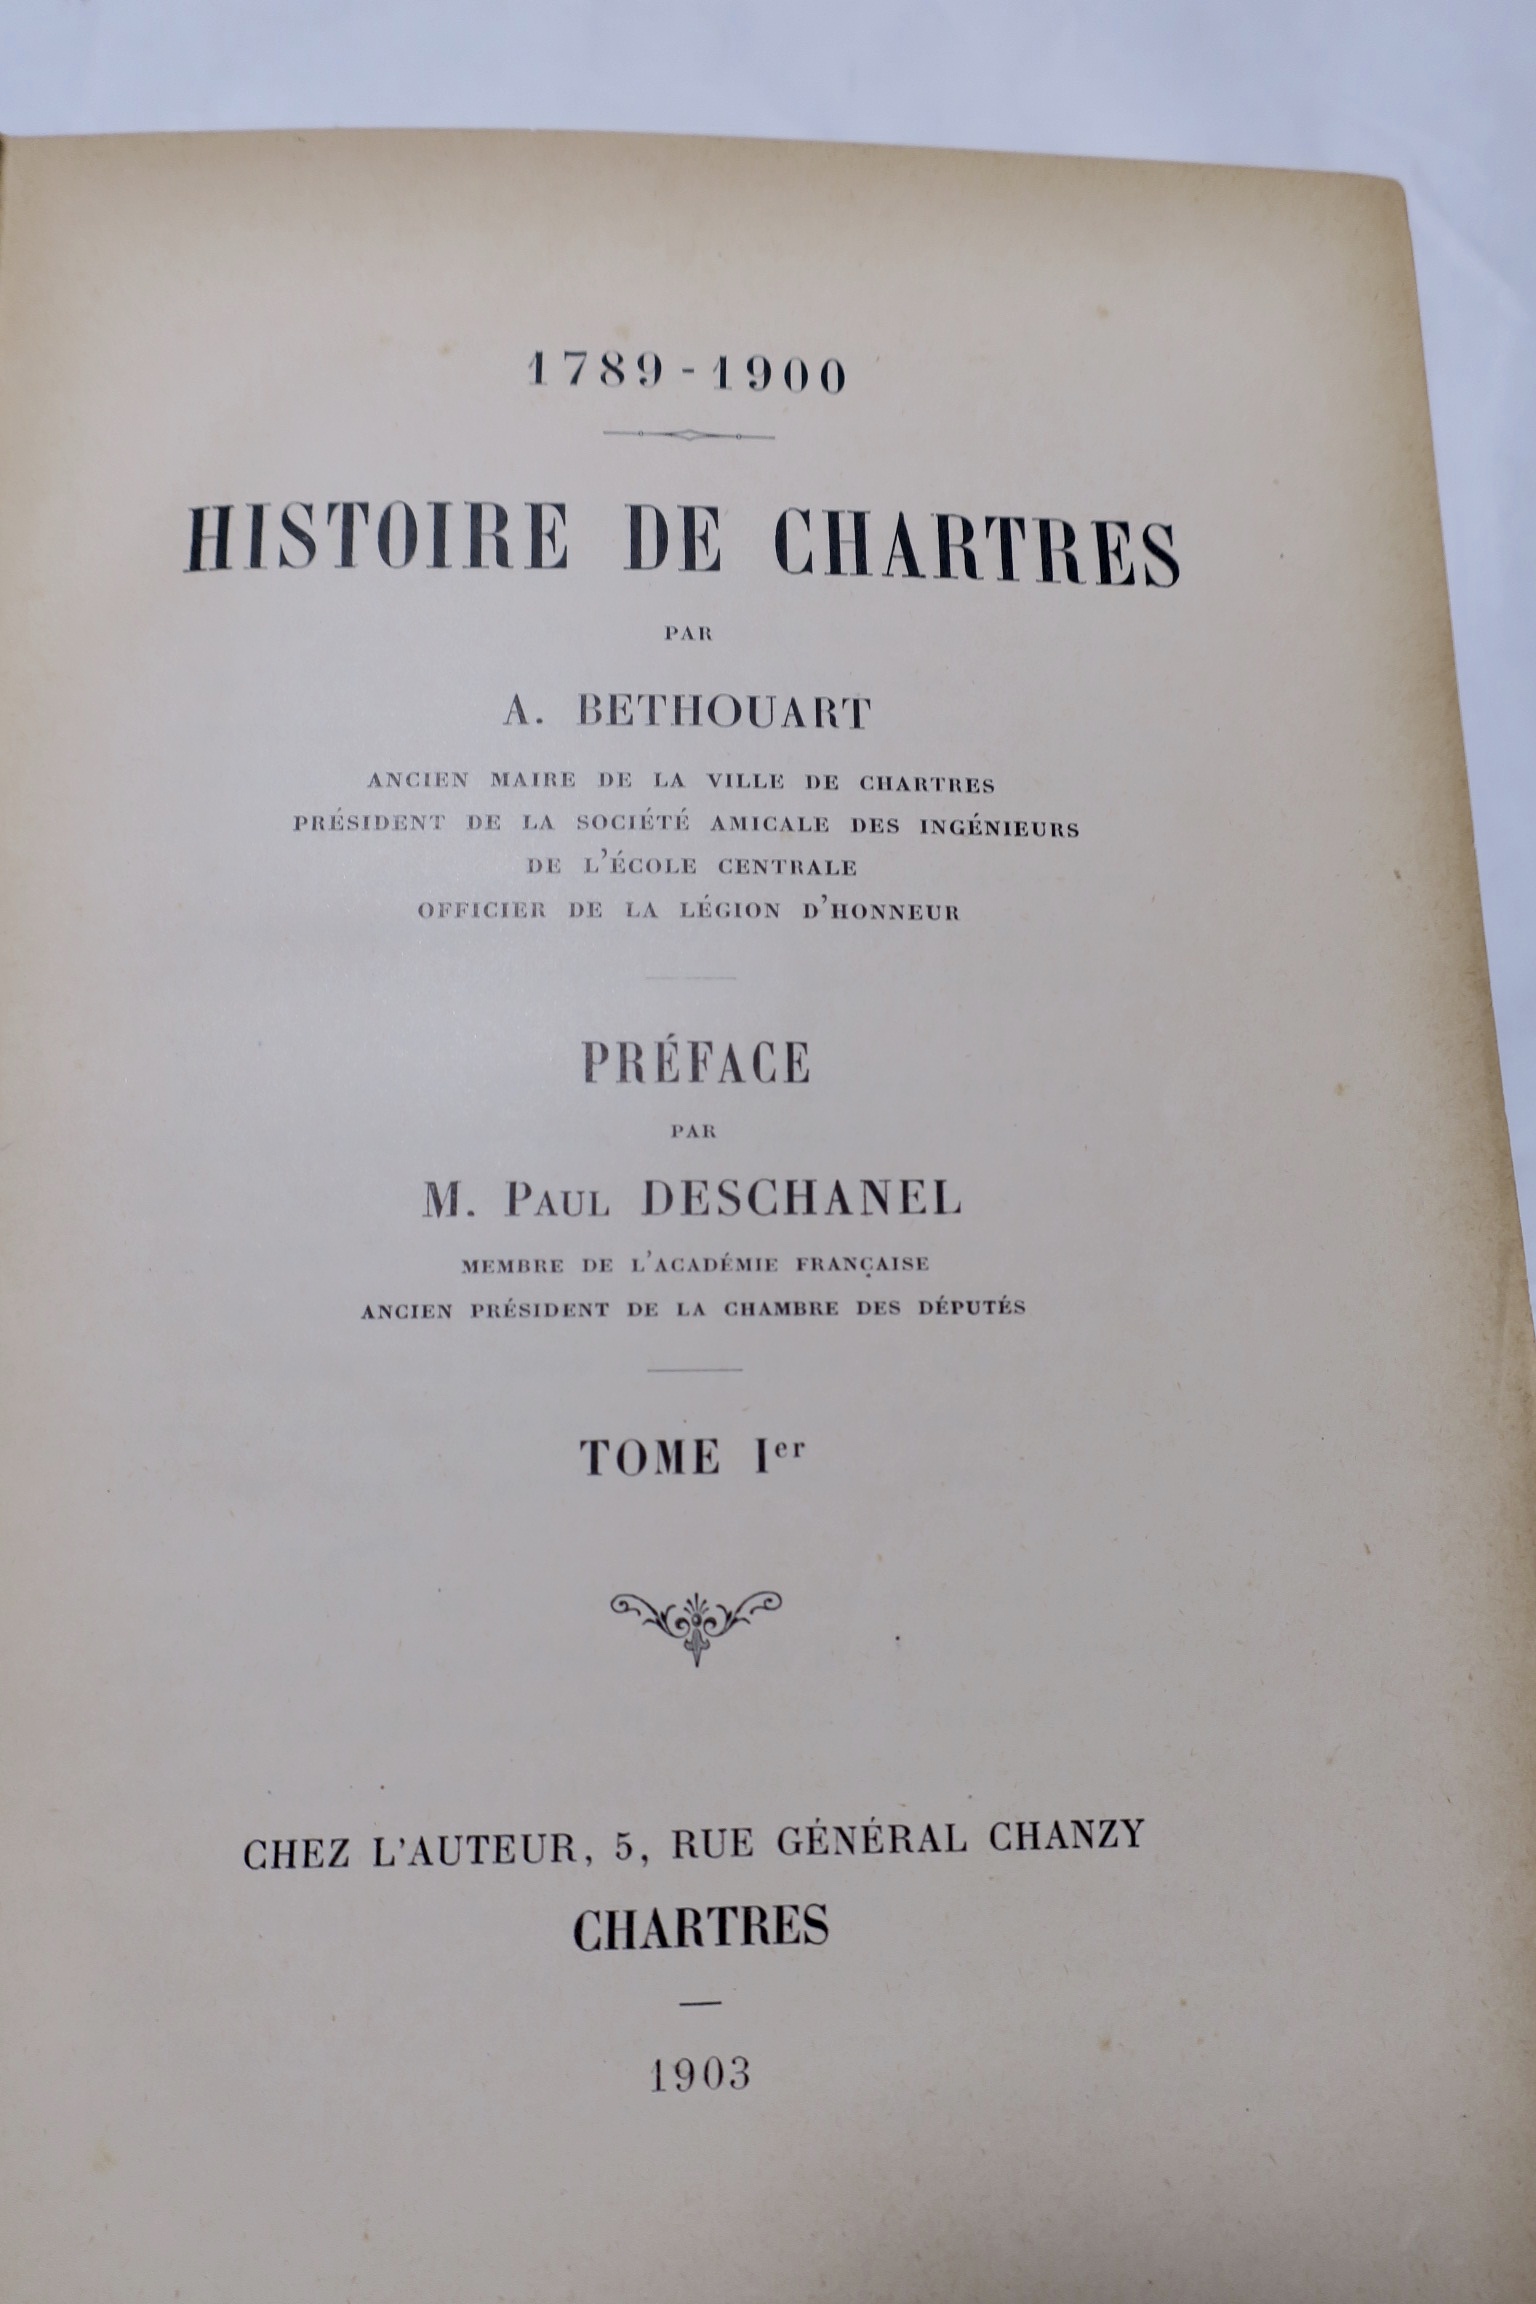 1789-1900
HISTOIRE DE CHARTRES
PAR
A. BETHOUART
ANCIEN MAIRE DE LA VILLE DE CHARTRES
PRÉSIDENT DE LA SOCIÉTÉ AMICALE DES INGÉNIEURS
DE L'ÉCOLE CENTRALE
OFFICIER DE LA LÉGION D'HONNEUR
PRÉFACE
PAR
M. PAUL DESCHANEL
MEMBRE DE L'ACADÉMIE FRANÇAISE
ANCIEN PRÉSIDENT DE LA CHAMBRE DES DÉPUTÉS
TOME Ier
CHEZ L'AUTEUR, 5, RUE GÉNÉRAL CHANZY
CHARTRES
1903